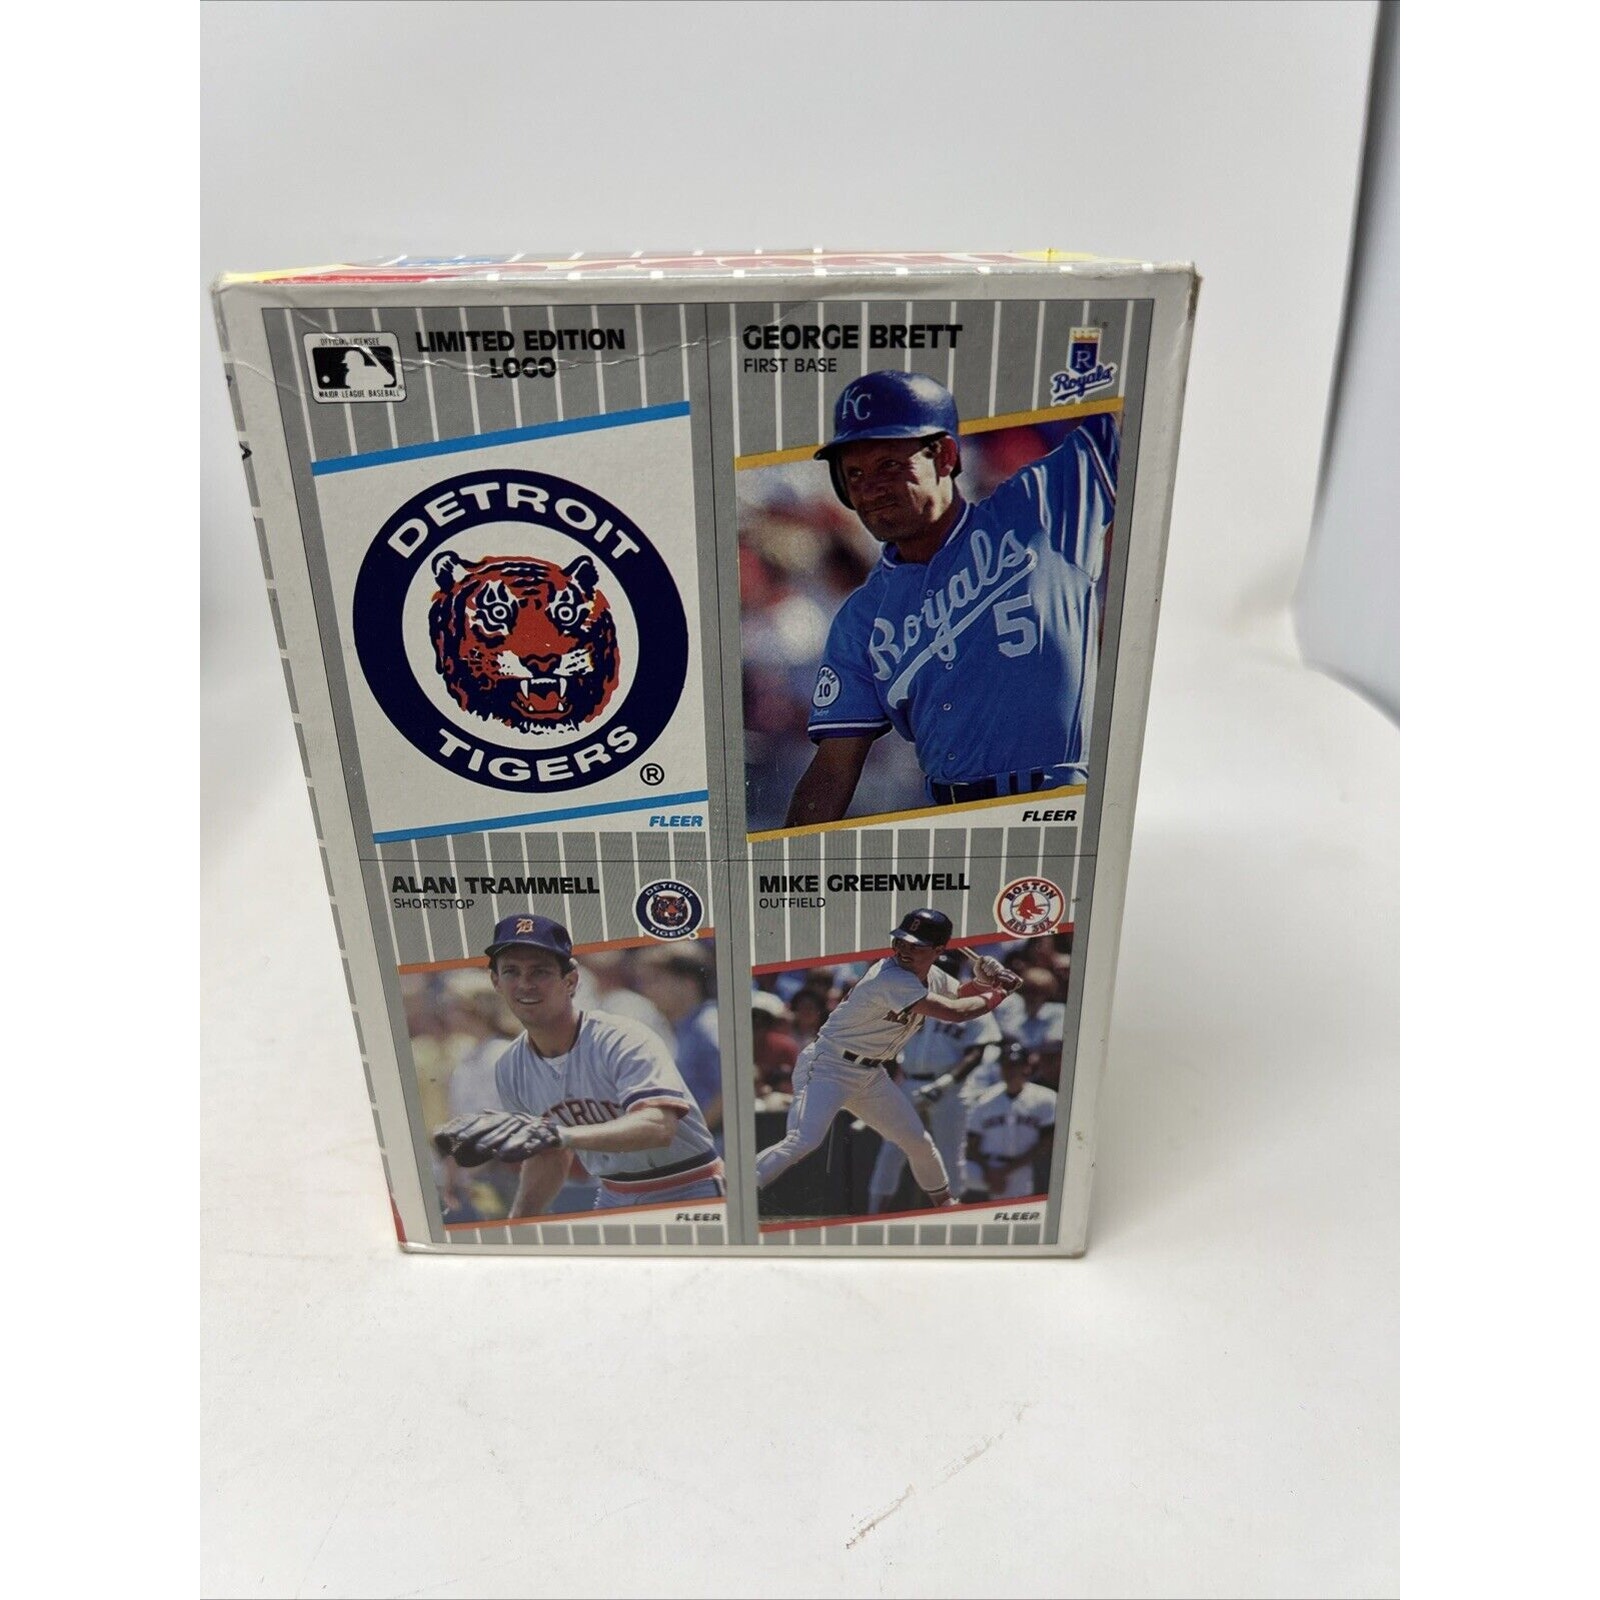 OFFICIAL LICENSEE
MAJOR LEAGUE BASEBALL
LIMITED EDITION
LOGO
DETROIT
TIGERS
®
FLEER
GEORGE BRETT
FIRST BASE
R
Royals
KC
Royals
5
10
FLEER
ALAN TRAMMELL
SHORTSTOP
DETROIT
TIGERS
FLEER
MIKE GREENWELL
OUTFIELD
BOSTON
RED SOX
B
FLEER